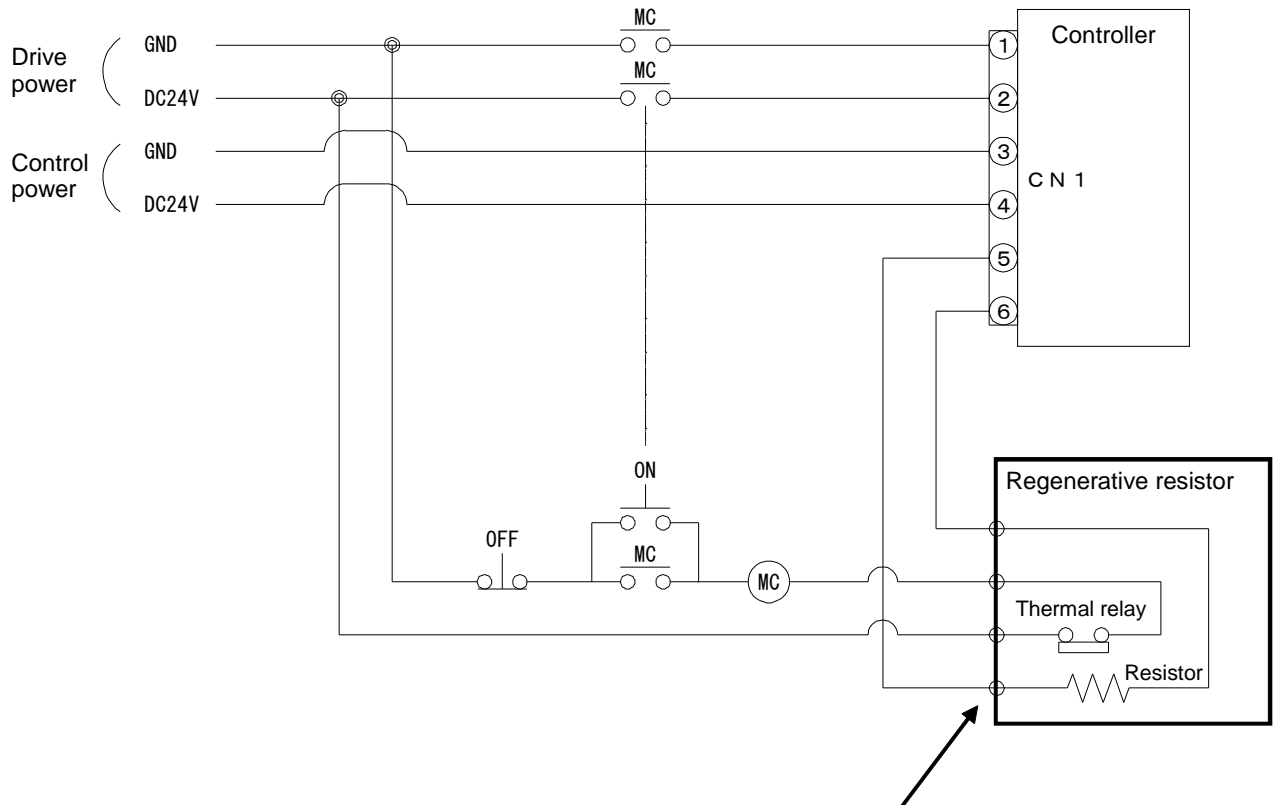 MC
Drive
power
GND
DC24V
MC
Control
power
GND
DC24V
1
2
3
4
5
6
Controller
CN1
ON
OFF
MC
MC
Regenerative resistor
Thermal relay
Resistor